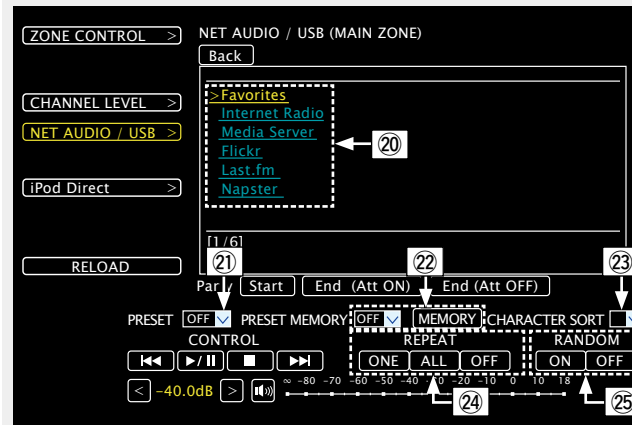 ZONE CONTROL >
NET AUDIO / USB (MAIN ZONE)
Back
CHANNEL LEVEL >
NET AUDIO / USB >
iPod Direct >
RELOAD
>Favorites
Internet Radio
Media Server
Flickr
Last.fm
Napster
⑳
[1/6]
㉑ ㉒ ㉓
Start End (Att ON) End (Att OFF)
PRESET OFF PRESET MEMORY OFF MEMORY CHARACTER SORT
CONTROL REPEAT RANDOM
ONE ALL OFF ON OFF
< -40.0dB > ∞ -80 -70 -60 -50 -40 -20 -10 0 10 18
㉔ ㉕